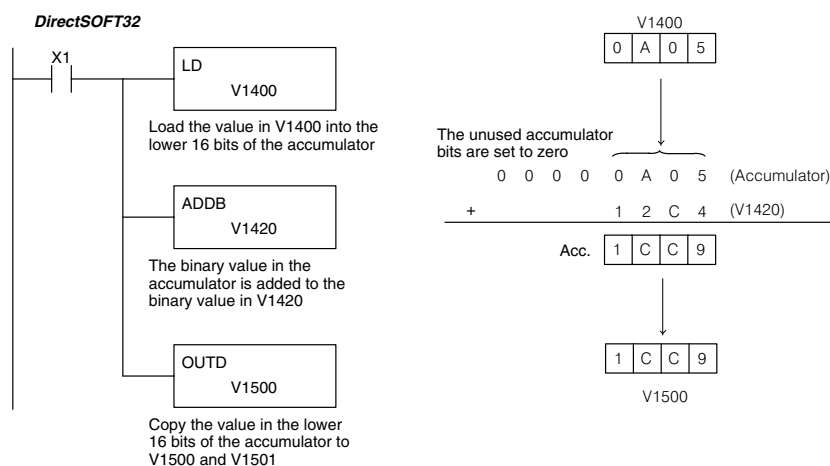 DirectSOFT32
X1
LD
V1400
Load the value in V1400 into the
lower 16 bits of the accumulator
ADDB
V1420
The binary value in the
accumulator is added to the
binary value in V1420
OUTD
V1500
Copy the value in the lower
16 bits of the accumulator to
V1500 and V1501
V1400
0 A 0 5
The unused accumulator
bits are set to zero
0 0 0 0 0 A 0 5 (Accumulator)
+ 1 2 C 4 (V1420)
Acc. 1 C C 9
1 C C 9
V1500